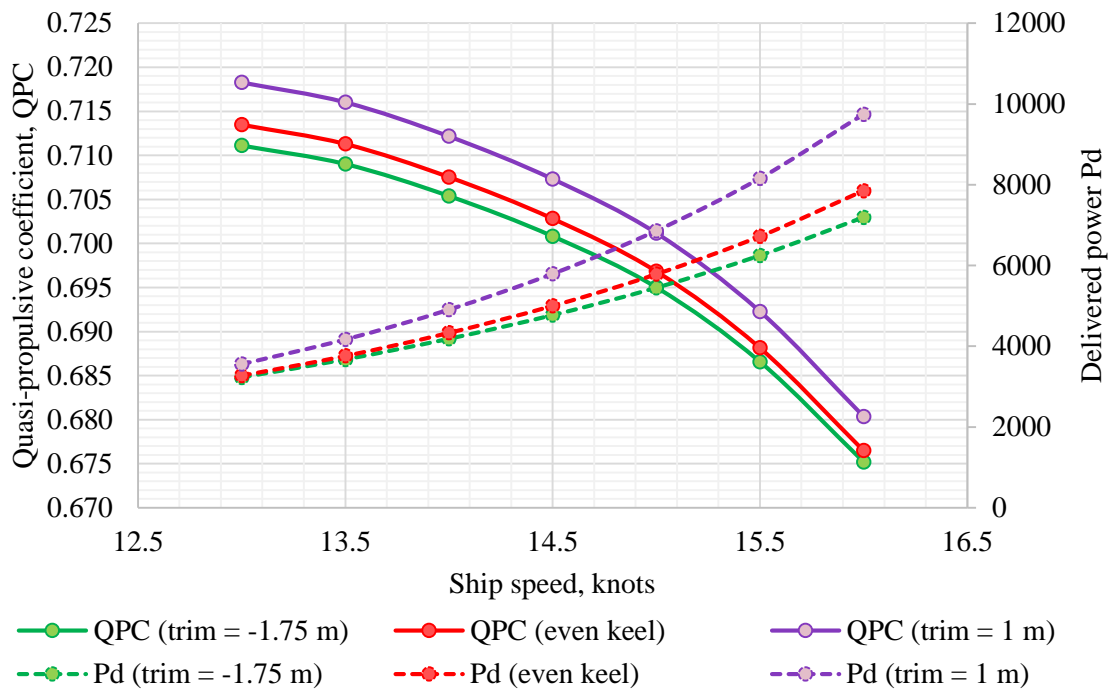 Quasi-propulsive coefficient, QPC
0.725
0.720
0.715
0.710
0.705
0.700
0.695
0.690
0.685
0.680
0.675
0.670
12000
10000
8000
6000
4000
2000
0
Delivered power Pd
12.5
13.5
14.5
15.5
16.5
Ship speed, knots
QPC (trim = -1.75 m)
QPC (even keel)
QPC (trim = 1 m)
Pd (trim = -1.75 m)
Pd (even keel)
Pd (trim = 1 m)